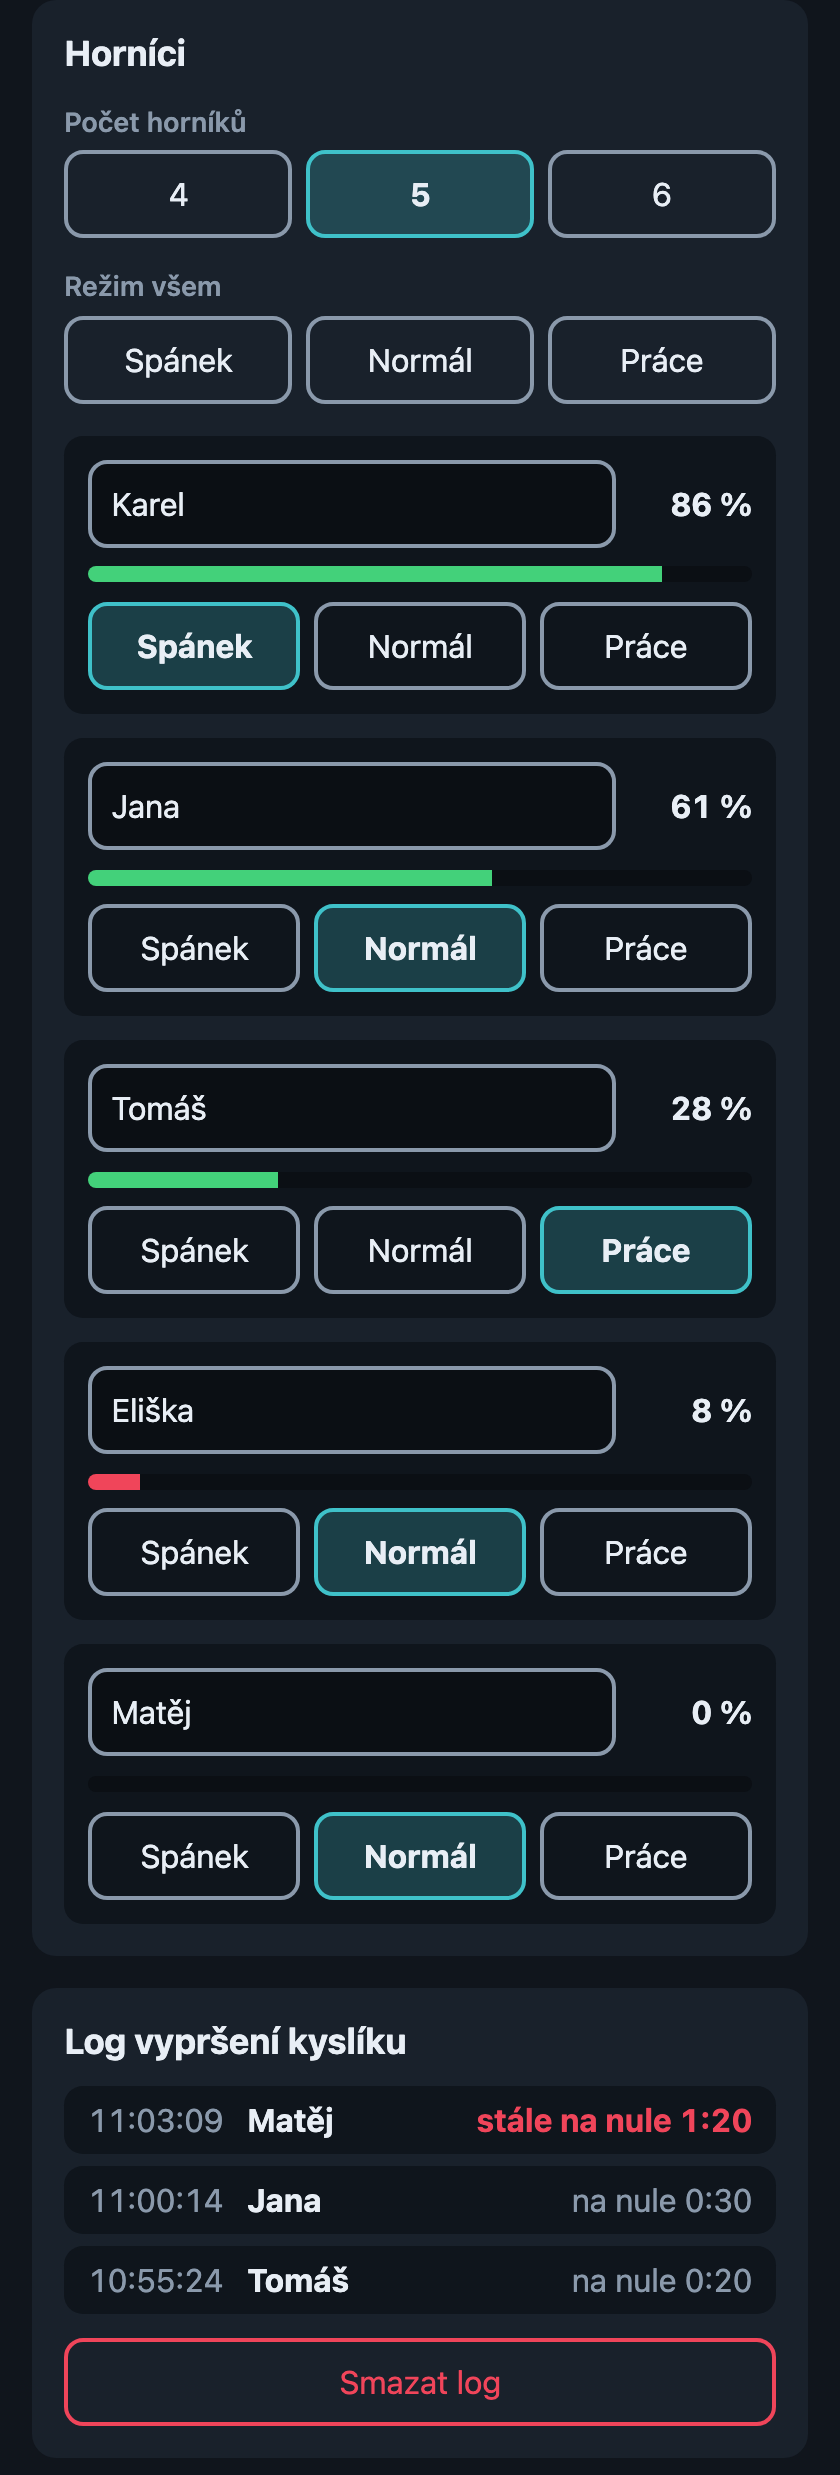 Horníci
Počet horníků
4 5 6
Režim všem
Spánek Normál Práce
Karel 86 %
Spánek Normál Práce
Jana 61 %
Spánek Normál Práce
Tomáš 28 %
Spánek Normál Práce
Eliška 8 %
Spánek Normál Práce
Matěj 0 %
Spánek Normál Práce
Log vypršení kyslíku
11:03:09 Matěj stále na nule 1:20
11:00:14 Jana na nule 0:30
10:55:24 Tomáš na nule 0:20
Smazat log